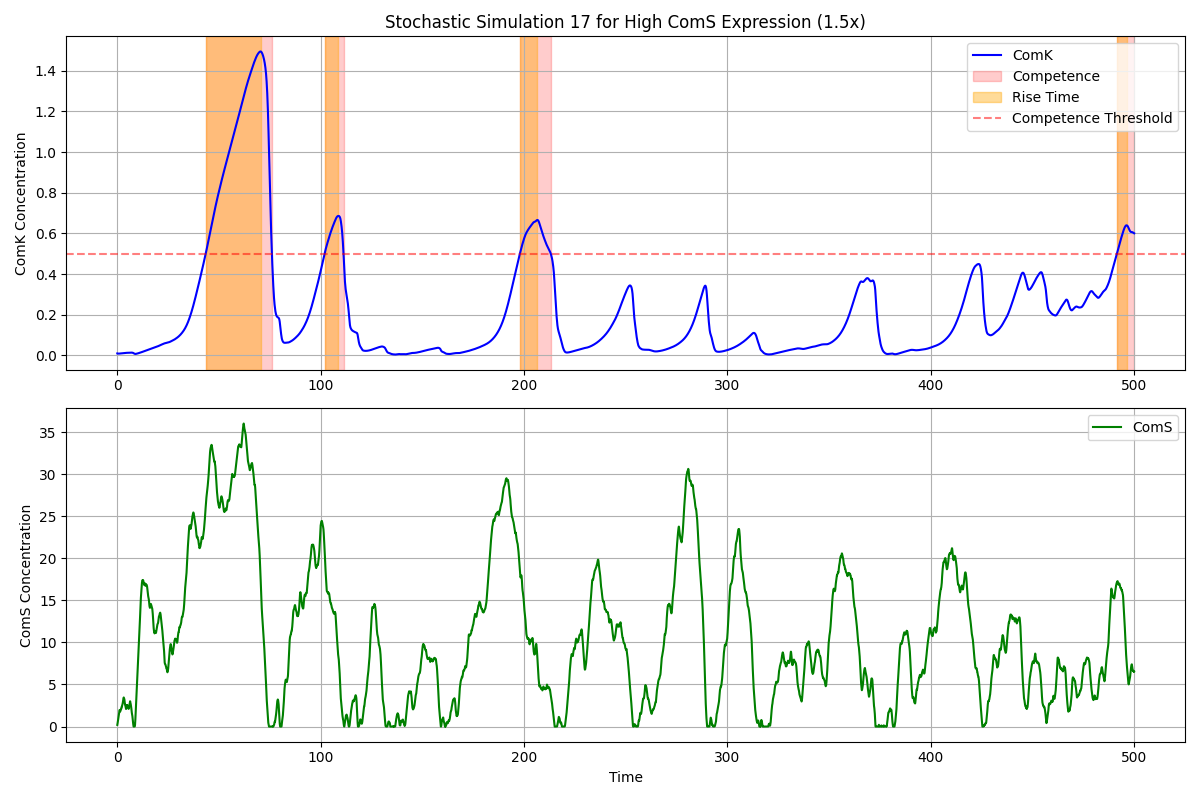 Stochastic Simulation 17 for High ComS Expression (1.5x)
ComK Concentration
1.4
1.2
1.0
0.8
0.6
0.4
0.2
0.0
ComK
Competence
Rise Time
Competence Threshold
0 100 200 300 400 500
ComS Concentration
35
30
25
20
15
10
5
0
ComS
0 100 200 300 400 500
Time